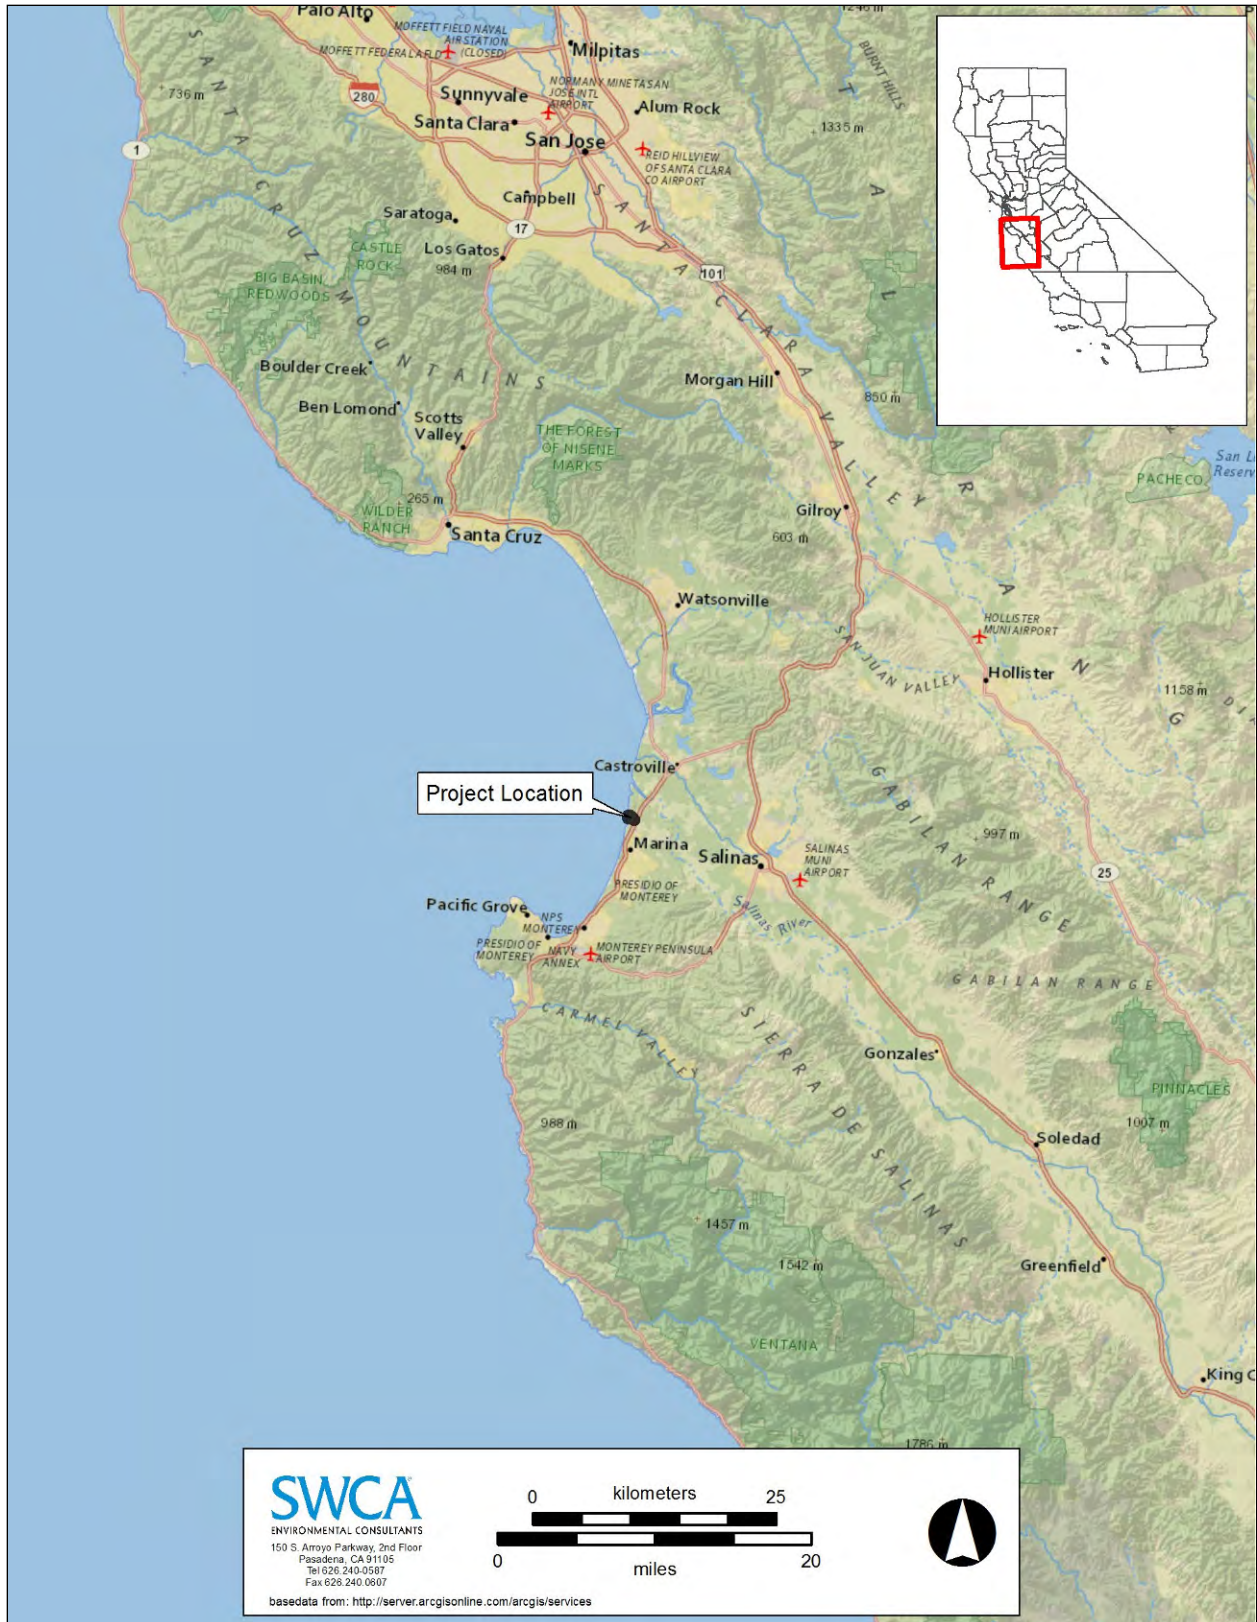 Palo Alto
MOFFETT FIELD NAVAL
AIR STATION
(CLOSED)
MOFFETT FEDERAL AFLD
Milpitas
736 m
280
Sunnyvale
NORMAN Y MINETA SAN
JOSE INTL
AIRPORT
Alum Rock
BURNT HILLS
1335 m
Santa Clara
San Jose
1
REID HILLVIEW
OF SANTA CLARA
CO AIRPORT
Campbell
Saratoga
17
Los Gatos
984 m
CASTLE
ROCK
BIG BASIN
REDWOODS
SANTA CRUZ MOUNTAINS
101
SANTA CLARA VALLEY
Boulder Creek
Morgan Hill
850 m
Ben Lomond
Scotts
Valley
THE FOREST
OF NISENE
MARKS
PACHECO
265 m
WILDER
RANCH
Santa Cruz
Gilroy
603 m
Watsonville
HOLLISTER
MUNI AIRPORT
SAN JUAN VALLEY
Hollister
1158 m
Castroville
Project Location
GABILAN RANGE
997 m
Marina
Salinas
SALINAS
MUNI
AIRPORT
25
PRESIDIO OF
MONTEREY
Pacific Grove
NPS
MONTEREY
Salinas River
PRESIDIO OF
MONTEREY
NAVY
ANNEX
MONTEREY PENINSULA
AIRPORT
GABILAN RANGE
CARMEL VALLEY
SIERRA DE SALINAS
Gonzales
PINNACLES
988 m
1007 m
Soledad
1457 m
1542 m
Greenfield
VENTANA
King C
1786 m
SWCA
ENVIRONMENTAL CONSULTANTS
150 S. Arroyo Parkway, 2nd Floor
Pasadena, CA 91105
Tel 626.240-0587
Fax 626.240.0607
0 kilometers 25
0 miles 20
basedata from: http://server.arcgisonline.com/arcgis/services